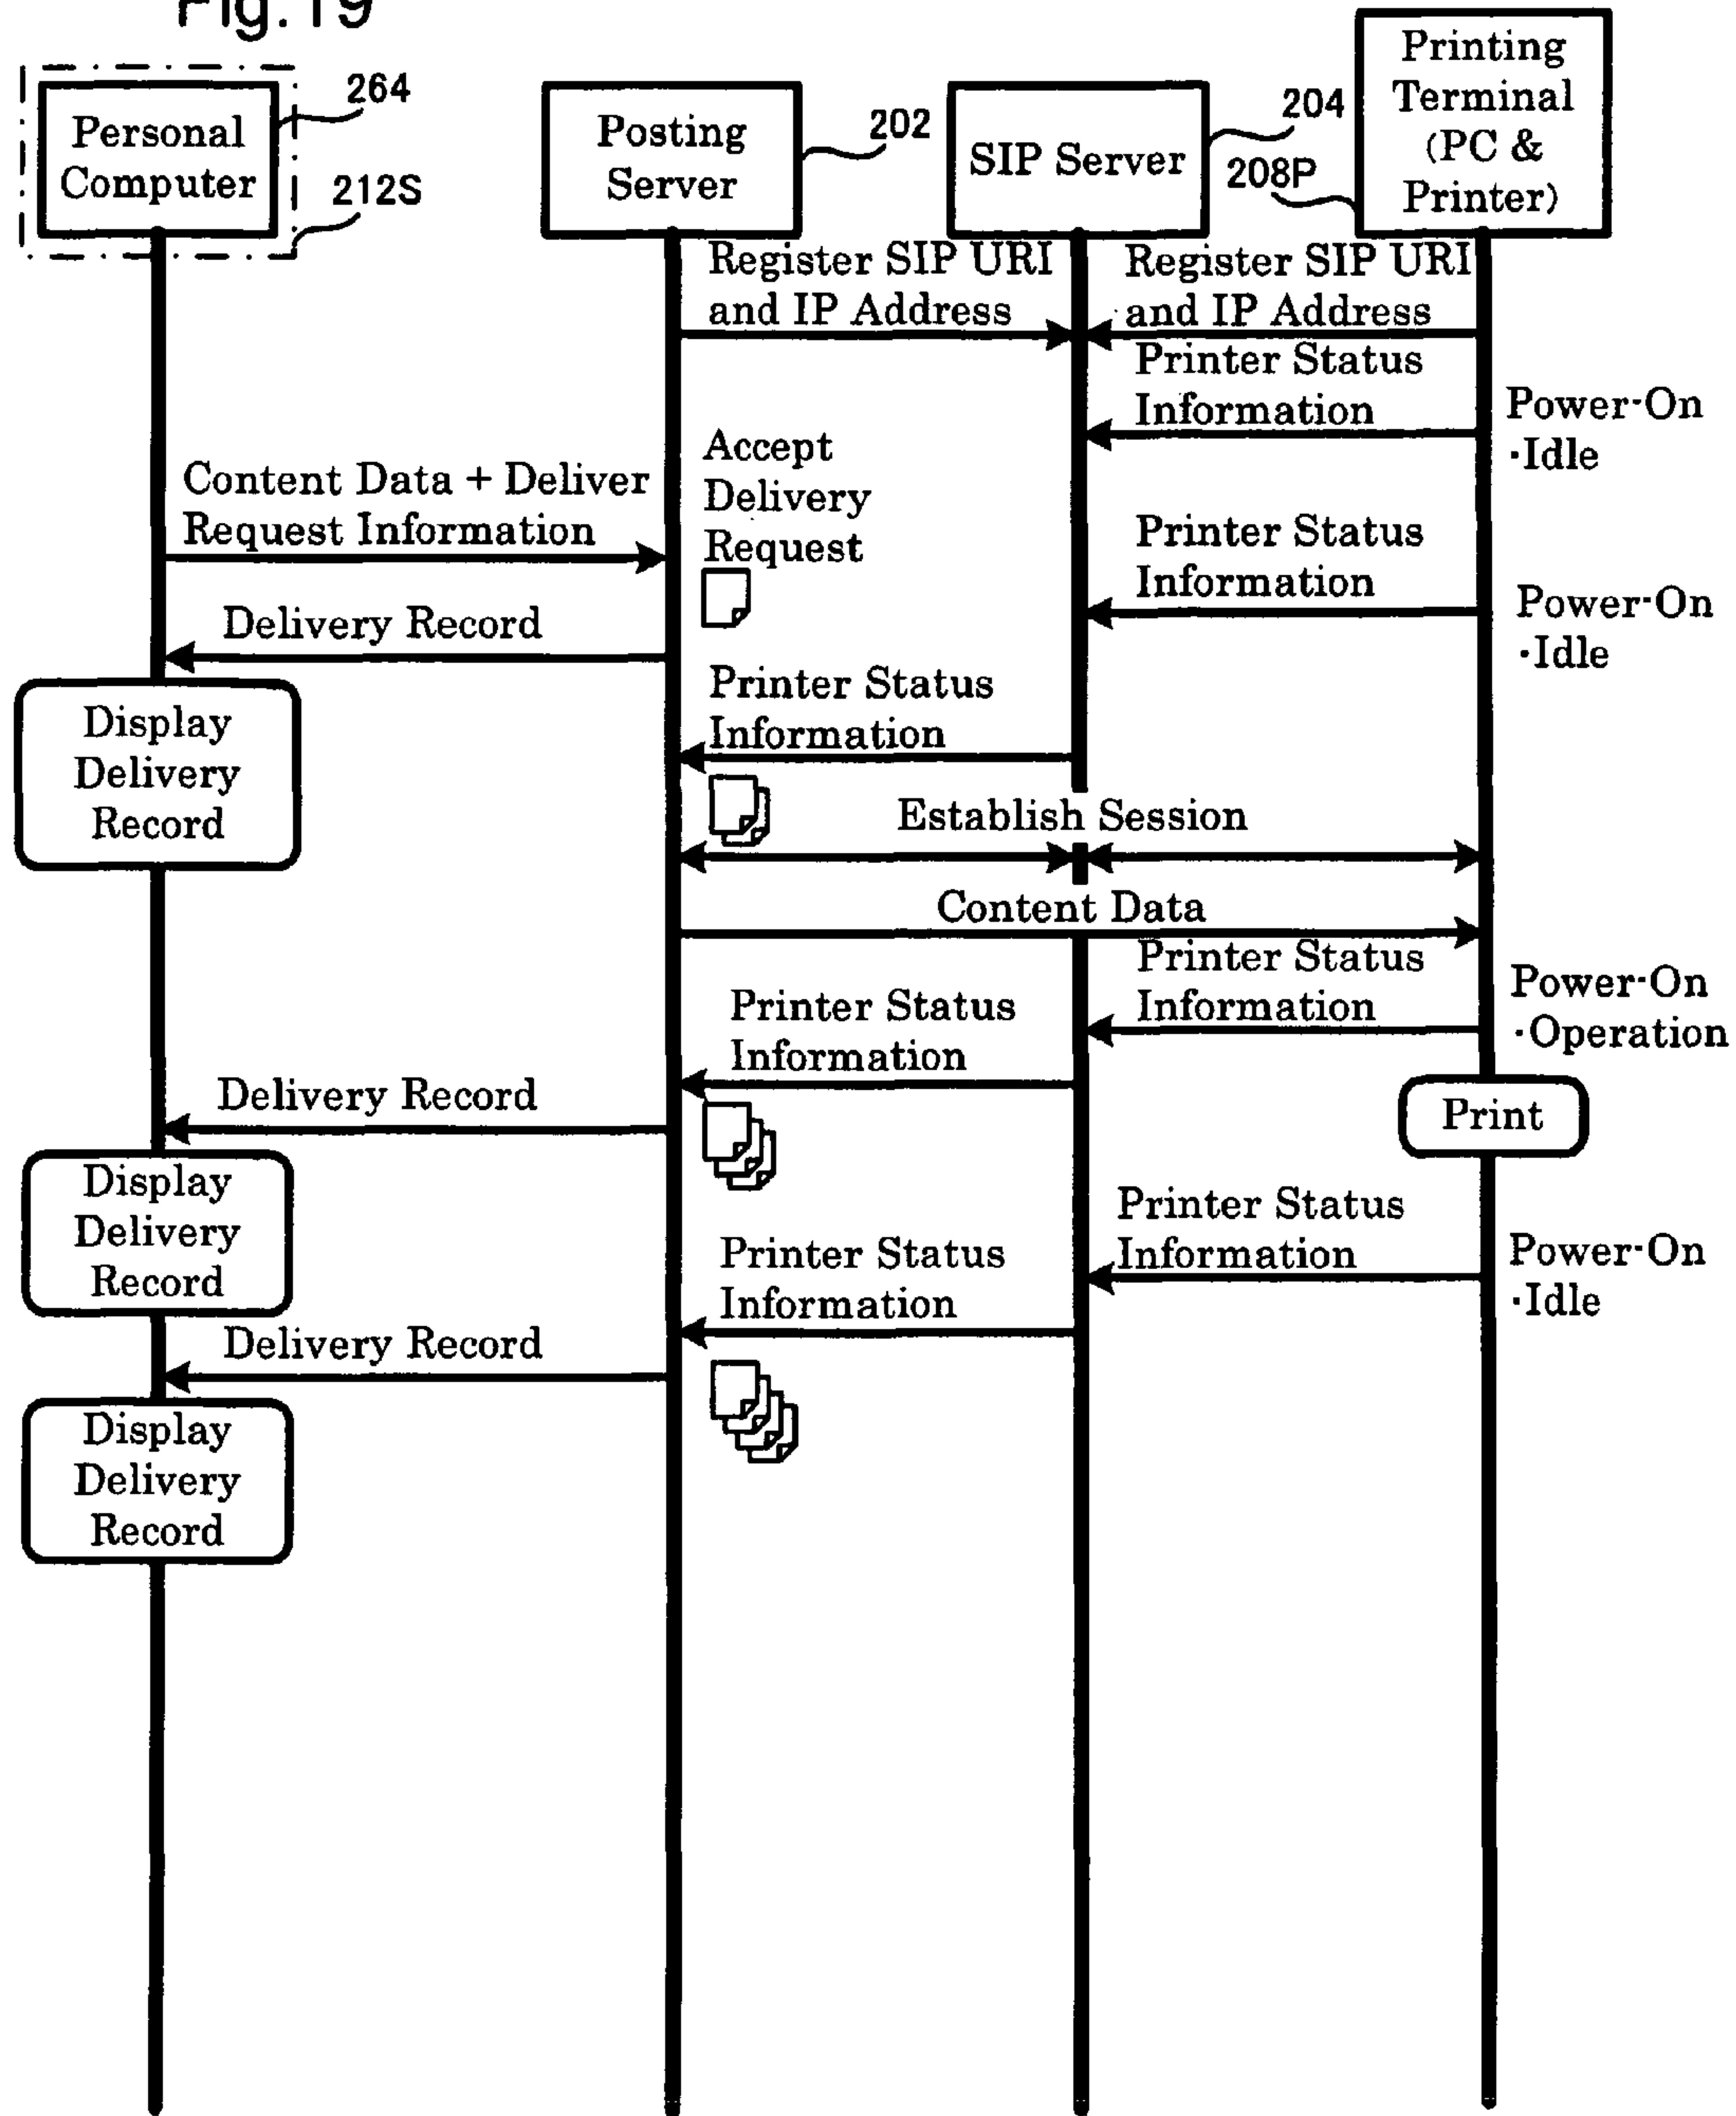 Fig. 19
Personal
Computer
264
212S
Posting
Server
202
SIP Server
204
208P
Printing
Terminal
(PC &
Printer)
Register SIP URI
and IP Address
Register SIP URI
and IP Address
Printer Status
Information
Power-On
·Idle
Accept
Delivery
Request
Content Data + Deliver
Request Information
Printer Status
Information
Power-On
·Idle
Delivery Record
Printer Status
Information
Display
Delivery
Record
Establish Session
Content Data
Printer Status
Information
Power-On
·Operation
Printer Status
Information
Delivery Record
Print
Display
Delivery
Record
Printer Status
Information
Power-On
·Idle
Printer Status
Information
Delivery Record
Display
Delivery
Record